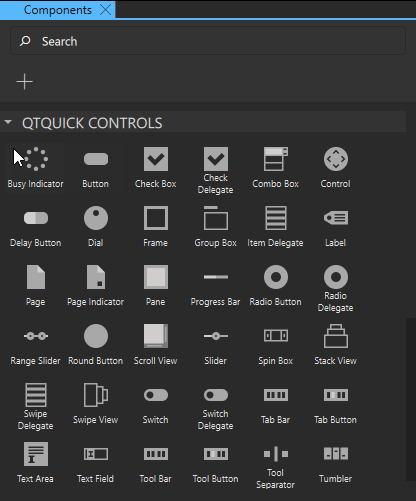 Components
Search
QTQUICK CONTROLS
Busy Indicator
Button
Check Box
Check
Delegate
Combo Box
Control
Delay Button
Dial
Frame
Group Box
Item Delegate
Label
Page
Page Indicator
Pane
Progress Bar
Radio Button
Radio
Delegate
Range Slider
Round Button
Scroll View
Slider
Spin Box
Stack View
Swipe
Delegate
Swipe View
Switch
Switch
Delegate
Tab Bar
Tab Button
Text Area
Text Field
Tool Bar
Tool Button
Tool
Separator
Tumbler